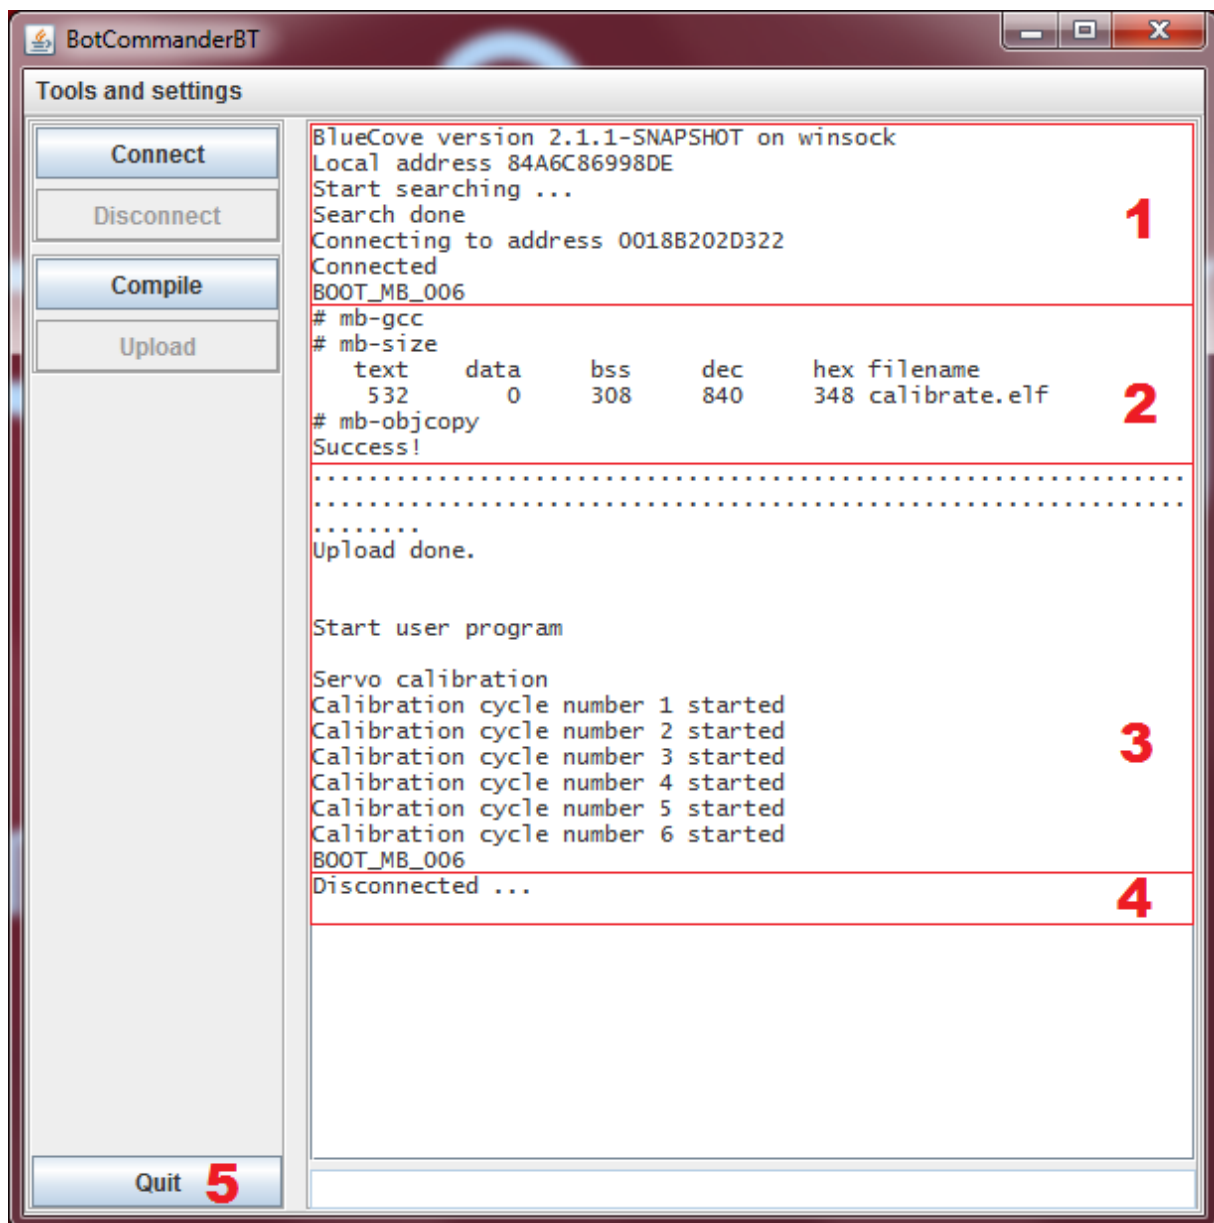 BotCommanderBT
Tools and settings
Connect
Disconnect
Compile
Upload
BlueCove version 2.1.1-SNAPSHOT on winsock
Local address 84A6C86998DE
Start searching ...
Search done
Connecting to address 0018B202D322
Connected
BOOT_MB_006
1
# mb-gcc
# mb-size
text data bss dec hex filename
532 0 308 840 348 calibrate.elf
# mb-objcopy
Success!
2
...............................................................
...............................................................
........
Upload done.
Start user program
Servo calibration
Calibration cycle number 1 started
Calibration cycle number 2 started
Calibration cycle number 3 started
Calibration cycle number 4 started
Calibration cycle number 5 started
Calibration cycle number 6 started
BOOT_MB_006
3
Disconnected ...
4
Quit 5